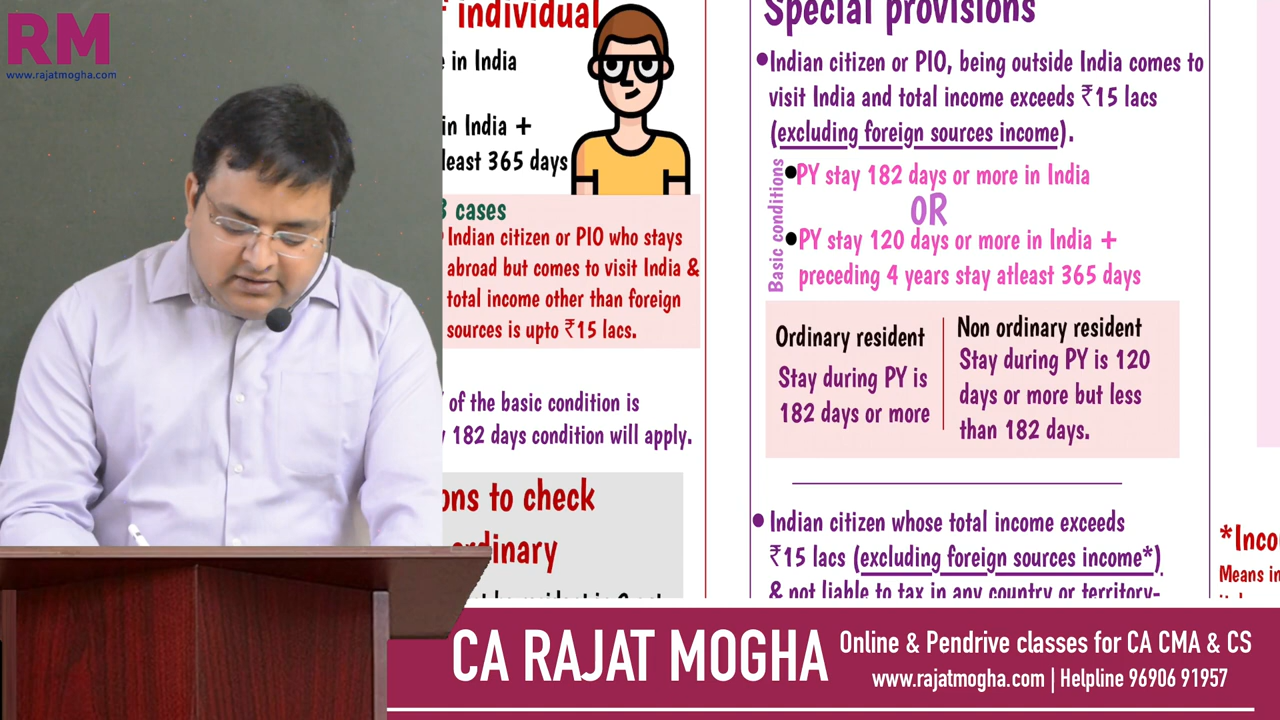 RM
www.rajatmogha.com
individual
in India
in India +
least 365 days
cases
Indian citizen or PIO who stays
abroad but comes to visit India &
total income other than foreign
sources is upto ₹15 lacs.
of the basic condition is
182 days condition will apply.
to check
Special provisions
•Indian citizen or PIO, being outside India comes to
visit India and total income exceeds ₹15 lacs
(excluding foreign sources income).
Basic conditions
•PY stay 182 days or more in India
OR
•PY stay 120 days or more in India +
preceding 4 years stay atleast 365 days
Ordinary resident
Stay during PY is
182 days or more
Non ordinary resident
Stay during PY is 120
days or more but less
than 182 days.
• Indian citizen whose total income exceeds
₹15 lacs (excluding foreign sources income*)
& not liable to tax in any country or territory-
Means
CA RAJAT MOGHA
Online & Pendrive classes for CA CMA & CS
www.rajatmogha.com | Helpline 96906 91957